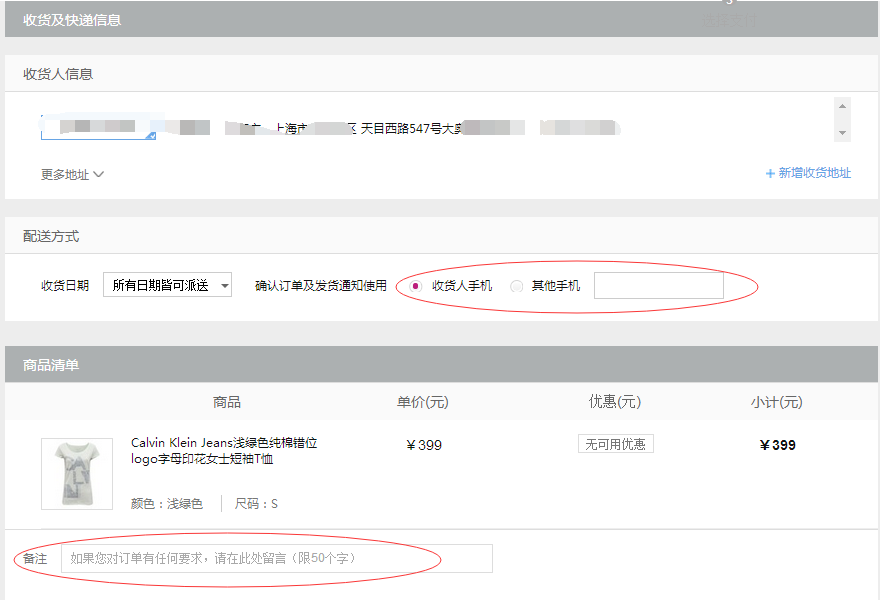 收货及快递信息
收货人信息
上海市 区 天目西路547号大
更多地址
+ 新增收货地址
配送方式
收货日期 所有日期皆可派送 确认订单及发货通知使用 收货人手机 其他手机
商品清单
商品 单价(元) 优惠(元) 小计(元)
Calvin Klein Jeans浅绿色纯棉错位
logo字母印花女士短袖T恤
¥399 无可用优惠 ¥399
颜色：浅绿色 尺码：S
备注 如果您对订单有任何要求，请在此处留言（限50个字）